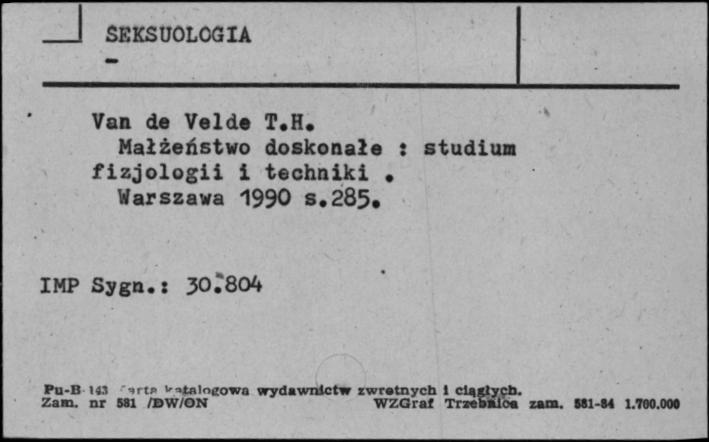 SEKSUOLOGIA
-
Van de Velde T.H.
Małżeństwo doskonałe : studium
fizjologii i techniki .
Warszawa 1990 s.285.
IMP Sygn.: 30.804
Pu-B-143 Karta katalogowa wydawnictw zwrotnych i ciągłych.
Zam. nr 581 /DW/ON WZGraf Trzebnica zam. 581-84 1.700.000